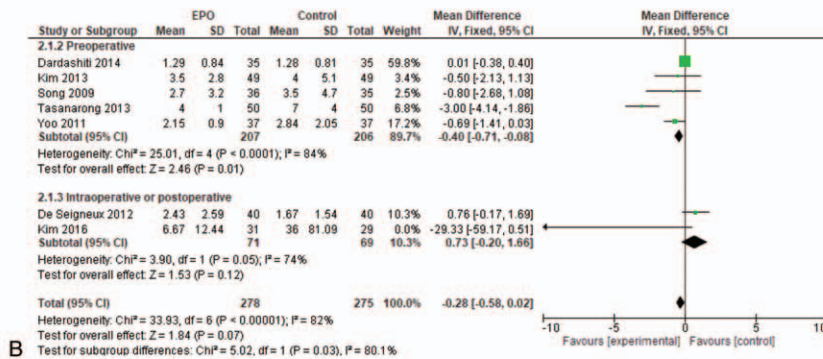 EPO Control Mean Difference Mean Difference
Study or Subgroup Mean SD Total Mean SD Total Weight IV, Fixed, 95% CI IV, Fixed, 95% CI
2.1.2 Preoperative
Dardashiti 2014 1.29 0.84 35 1.28 0.81 35 59.8% 0.01 [-0.38, 0.40]
Kim 2013 3.5 2.8 49 4 5.1 49 3.4% -0.50 [-2.13, 1.13]
Song 2009 2.7 3.2 36 3.5 4.7 35 2.5% -0.80 [-2.68, 1.08]
Tasanarong 2013 4 1 50 7 4 50 6.8% -3.00 [-4.14, -1.86]
Yoo 2011 2.15 0.9 37 2.84 2.05 37 17.2% -0.69 [-1.41, 0.03]
Subtotal (95% CI) 207 206 89.7% -0.40 [-0.71, -0.08]
Heterogeneity: Chi² = 25.01, df = 4 (P < 0.0001); I² = 84%
Test for overall effect: Z = 2.46 (P = 0.01)
2.1.3 Intraoperative or postoperative
De Seigneux 2012 2.43 2.59 40 1.67 1.54 40 10.3% 0.76 [-0.17, 1.69]
Kim 2016 6.67 12.44 31 36 81.09 29 0.0% -29.33 [-59.17, 0.51]
Subtotal (95% CI) 71 69 10.3% 0.73 [-0.20, 1.66]
Heterogeneity: Chi² = 3.90, df = 1 (P = 0.05); I² = 74%
Test for overall effect: Z = 1.53 (P = 0.12)
Total (95% CI) 278 275 100.0% -0.28 [-0.58, 0.02]
Heterogeneity: Chi² = 33.93, df = 6 (P < 0.00001); I² = 82%
Test for overall effect: Z = 1.84 (P = 0.07)
Test for subgroup differences: Chi² = 5.02, df = 1 (P = 0.03), I² = 80.1%
-10 -5 0 5 10
Favours [experimental] Favours [control]
B